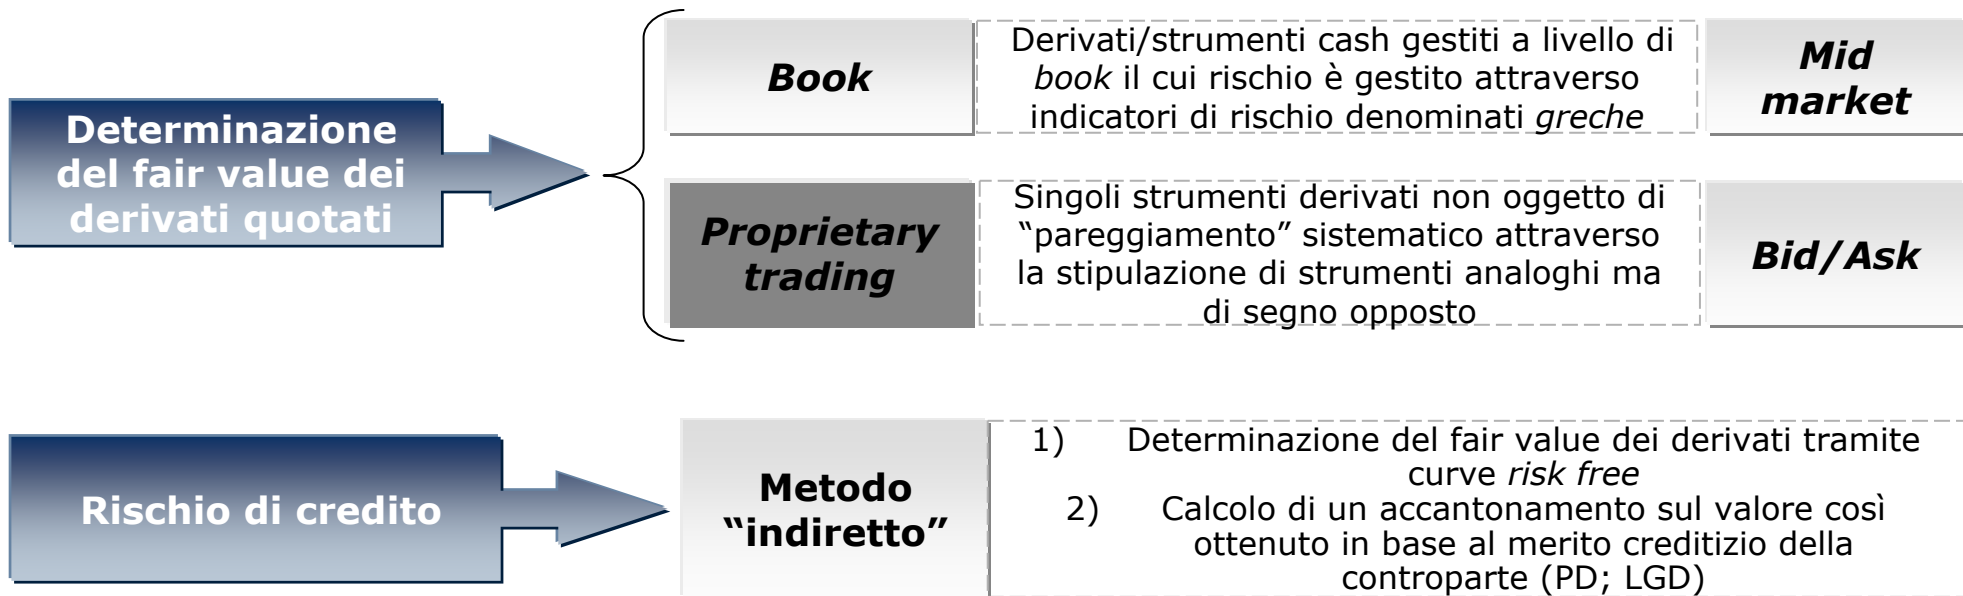 Determinazione
del fair value dei
derivati quotati
Book
Derivati/strumenti cash gestiti a livello di
book il cui rischio è gestito attraverso
indicatori di rischio denominati greche
Mid
market
Proprietary
trading
Singoli strumenti derivati non oggetto di
“pareggiamento” sistematico attraverso
la stipulazione di strumenti analoghi ma
di segno opposto
Bid/Ask
Rischio di credito
Metodo
“indiretto”
1) Determinazione del fair value dei derivati tramite
curve risk free
2) Calcolo di un accantonamento sul valore così
ottenuto in base al merito creditizio della
controparte (PD; LGD)